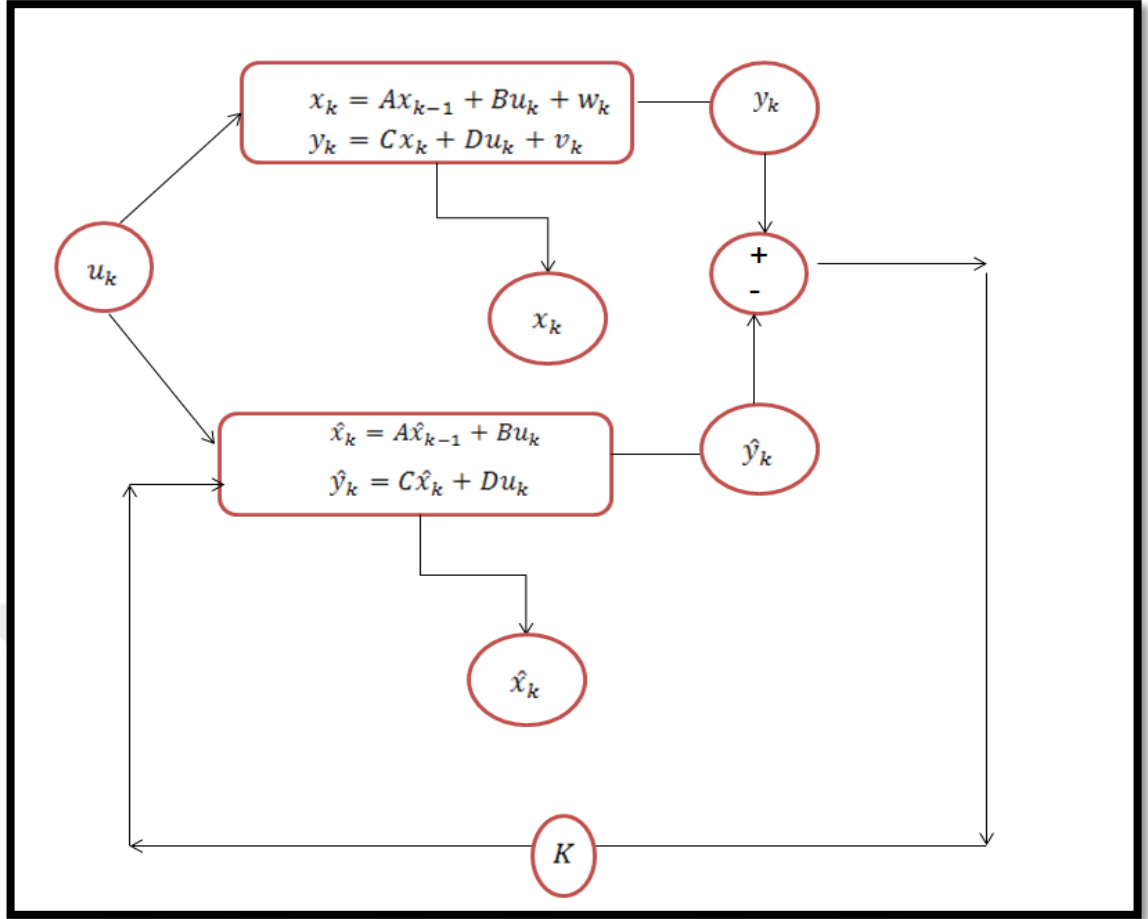 x_k = Ax_{k−1} + Bu_k + w_k
y_k = Cx_k + Du_k + v_k
y_k
u_k
+
-
x_k
x̂_k = Ax̂_{k−1} + Bu_k
ŷ_k = Cx̂_k + Du_k
ŷ_k
x̂_k
K